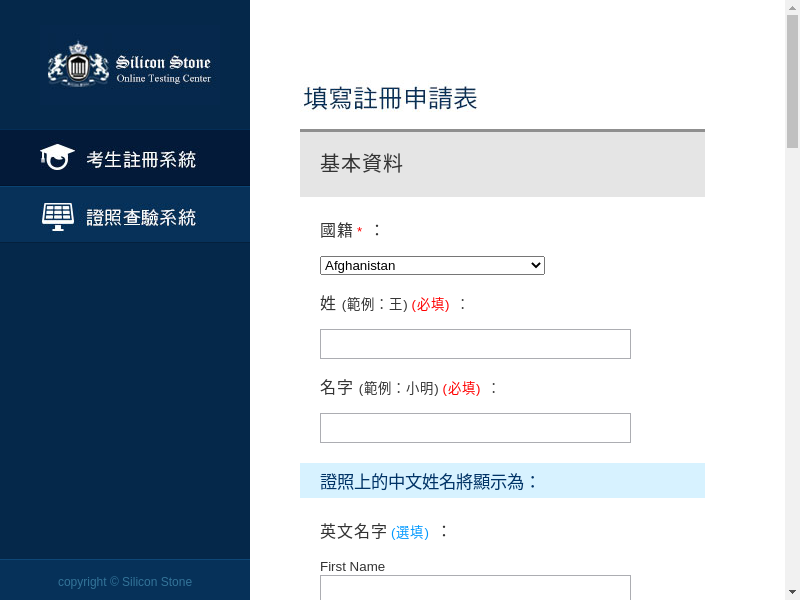 Silicon Stone
Online Testing Center
考生註冊系統
證照查驗系統
copyright © Silicon Stone
填寫註冊申請表
基本資料
國籍 * ：
Afghanistan
姓 (範例：王) (必填) ：
名字 (範例：小明) (必填) ：
證照上的中文姓名將顯示為：
英文名字 (選填) ：
First Name